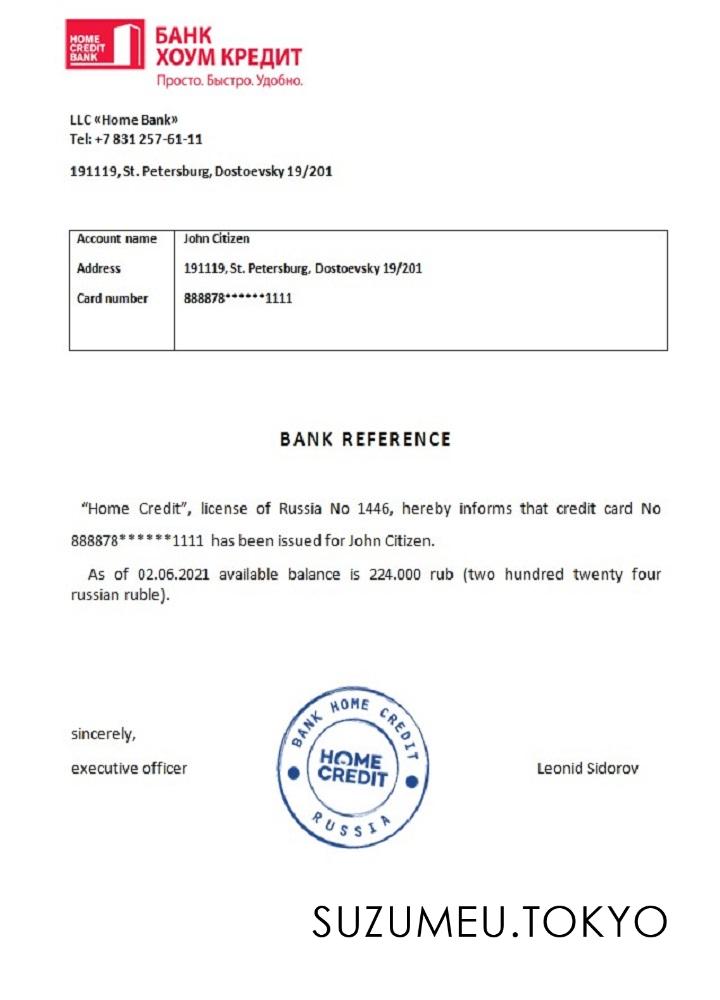 HOME
CREDIT
BANK
БАНК
ХОУМ КРЕДИТ
Просто. Быстро. Удобно.
LLC «Home Bank»
Tel: +7 831 257-61-11
191119, St. Petersburg, Dostoevsky 19/201
Account name John Citizen
Address 191119, St. Petersburg, Dostoevsky 19/201
Card number 888878******1111
BANK REFERENCE
“Home Credit”, license of Russia No 1446, hereby informs that credit card No
888878******1111 has been issued for John Citizen.
As of 02.06.2021 available balance is 224.000 rub (two hundred twenty four
russian ruble).
sincerely,
executive officer
BANK HOME CREDIT
HOME
CREDIT
RUSSIA
Leonid Sidorov
SUZUMEU.TOKYO